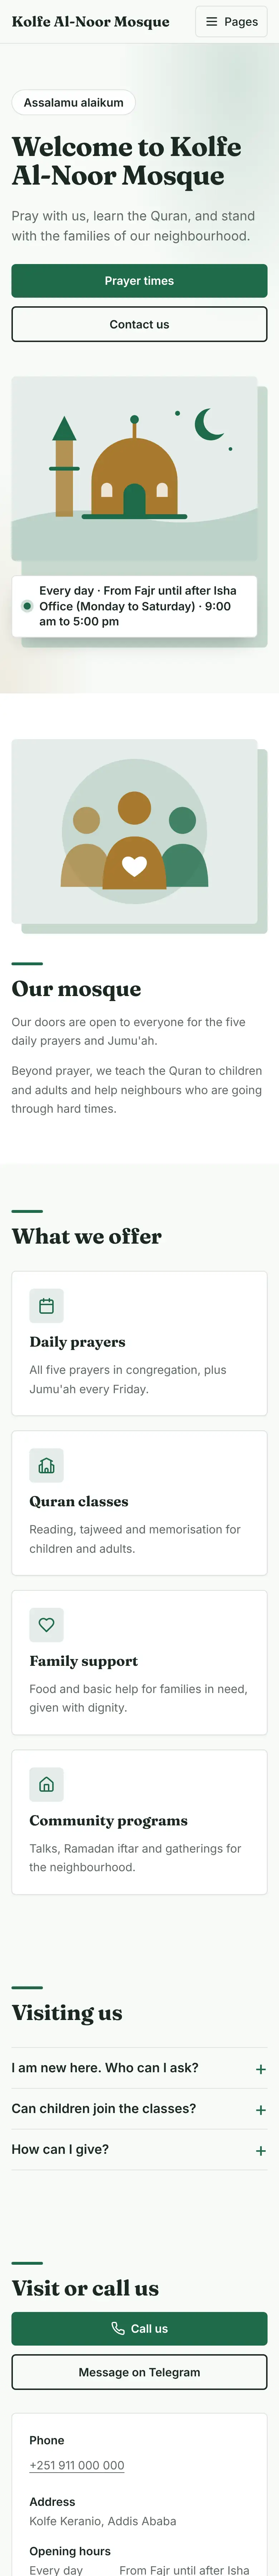 Kolfe Al-Noor Mosque
Pages
Assalamu alaikum
Welcome to Kolfe
Al-Noor Mosque
Pray with us, learn the Quran, and stand
with the families of our neighbourhood.
Prayer times
Contact us
Every day · From Fajr until after Isha
Office (Monday to Saturday) · 9:00
am to 5:00 pm
Our mosque
Our doors are open to everyone for the five
daily prayers and Jumu'ah.
Beyond prayer, we teach the Quran to children
and adults and help neighbours who are going
through hard times.
What we offer
Daily prayers
All five prayers in congregation, plus
Jumu'ah every Friday.
Quran classes
Reading, tajweed and memorisation for
children and adults.
Family support
Food and basic help for families in need,
given with dignity.
Community programs
Talks, Ramadan iftar and gatherings for
the neighbourhood.
Visiting us
I am new here. Who can I ask?
Can children join the classes?
How can I give?
Visit or call us
Call us
Message on Telegram
Phone
+251 911 000 000
Address
Kolfe Keranio, Addis Ababa
Opening hours
Every day From Fajr until after Isha